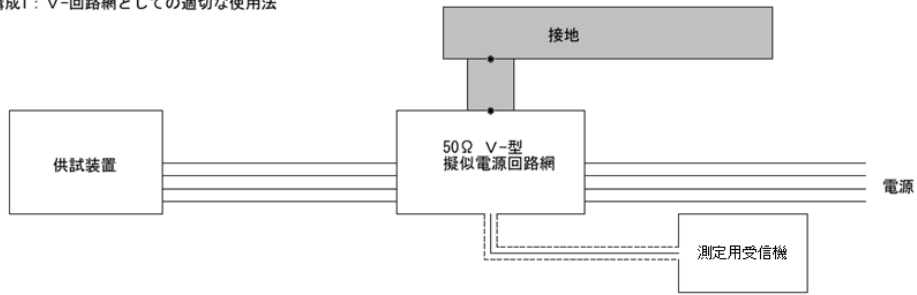 構成1：V-回路網としての適切な使用法
接地
供試装置
50Ω V-型
擬似電源回路網
電源
測定用受信機